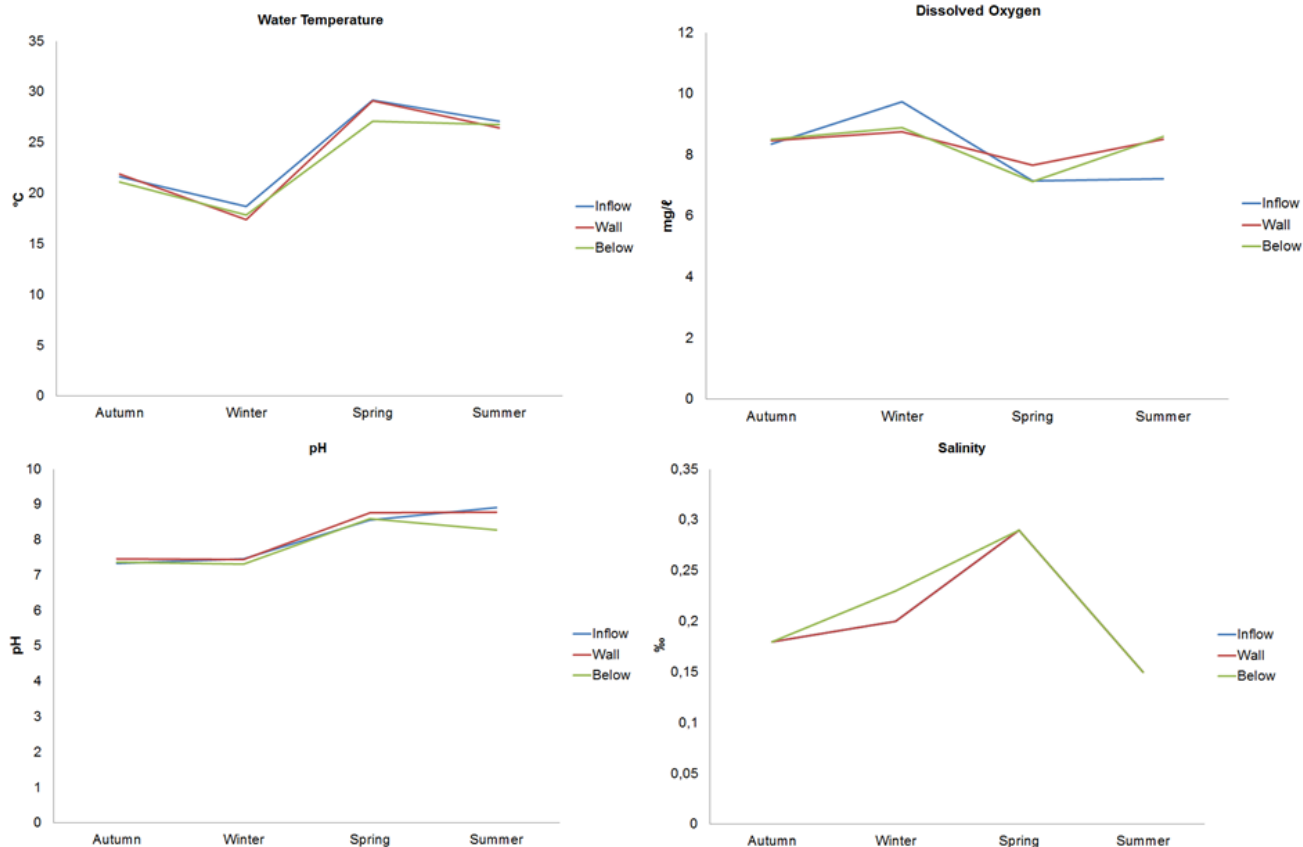 Water Temperature
35
30
25
20
15
10
5
0
°C
Autumn Winter Spring Summer
Inflow
Wall
Below
Dissolved Oxygen
12
10
8
6
4
2
0
mg/ℓ
Autumn Winter Spring Summer
Inflow
Wall
Below
pH
10
9
8
7
6
5
4
3
2
1
0
pH
Autumn Winter Spring Summer
Inflow
Wall
Below
Salinity
0,35
0,3
0,25
0,2
0,15
0,1
0,05
0
‰
Autumn Winter Spring Summer
Inflow
Wall
Below